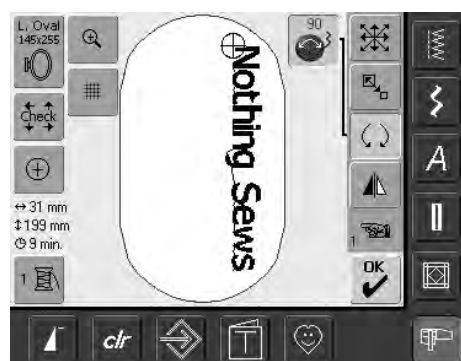 L. Oval
145x255
90
Check
Nothing Sews
A
↔ 31 mm
↕ 199 mm
9 min.
1
1
OK
clr